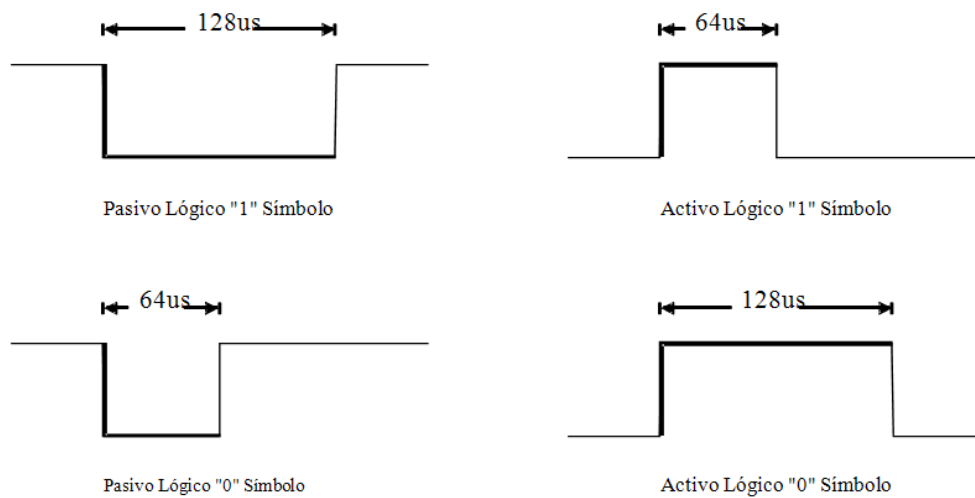 128us
64us
Pasivo Lógico "1" Símbolo
Activo Lógico "1" Símbolo
64us
128us
Pasivo Lógico "0" Símbolo
Activo Lógico "0" Símbolo